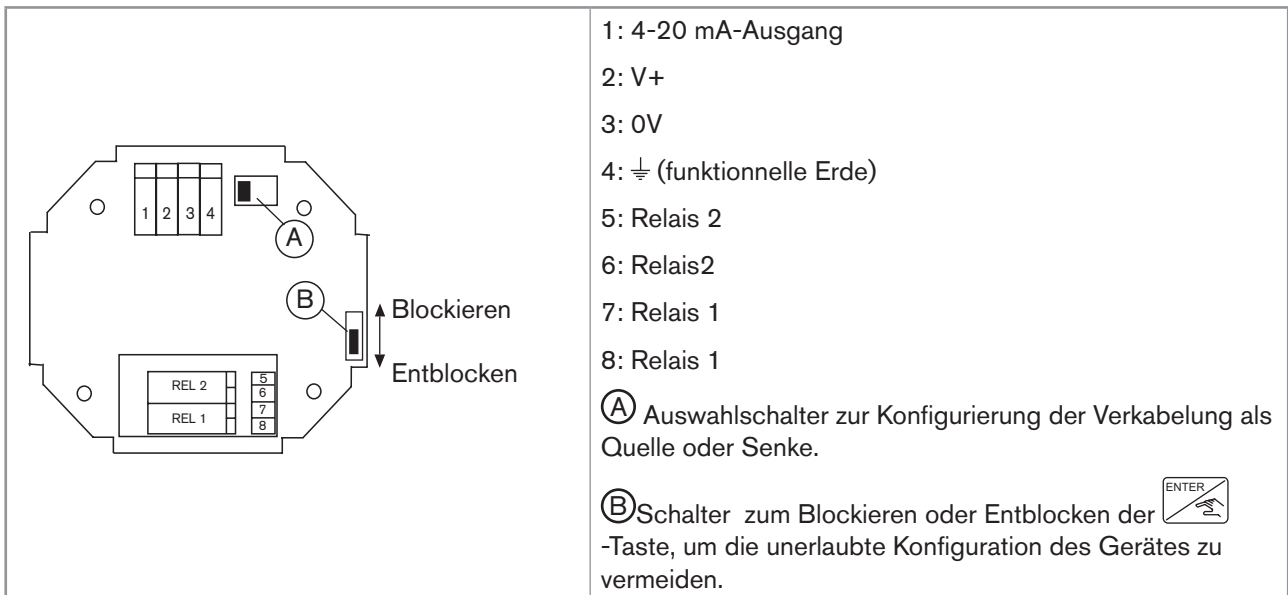 1 2 3 4
A
B
Blockieren
Entblocken
REL 2
REL 1
5
6
7
8
1: 4-20 mA-Ausgang
2: V+
3: 0V
4: ⏚ (funktionnelle Erde)
5: Relais 2
6: Relais2
7: Relais 1
8: Relais 1
Ⓐ Auswahlschalter zur Konfigurierung der Verkabelung als
Quelle oder Senke.
ENTER
ⒷSchalter zum Blockieren oder Entblocken der
-Taste, um die unerlaubte Konfiguration des Gerätes zu
vermeiden.